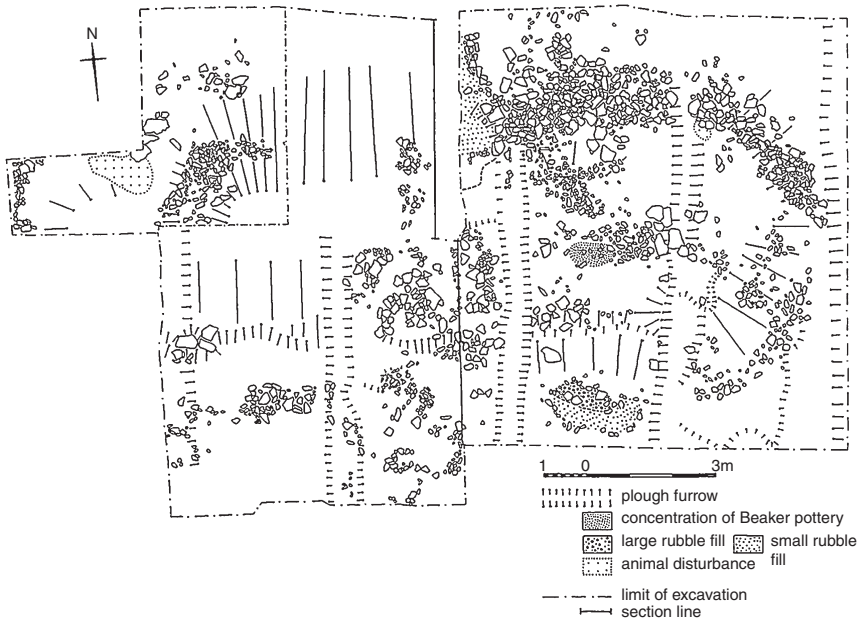 N
1 0 3m
plough furrow
concentration of Beaker pottery
large rubble fill small rubble
fill
animal disturbance
limit of excavation
section line